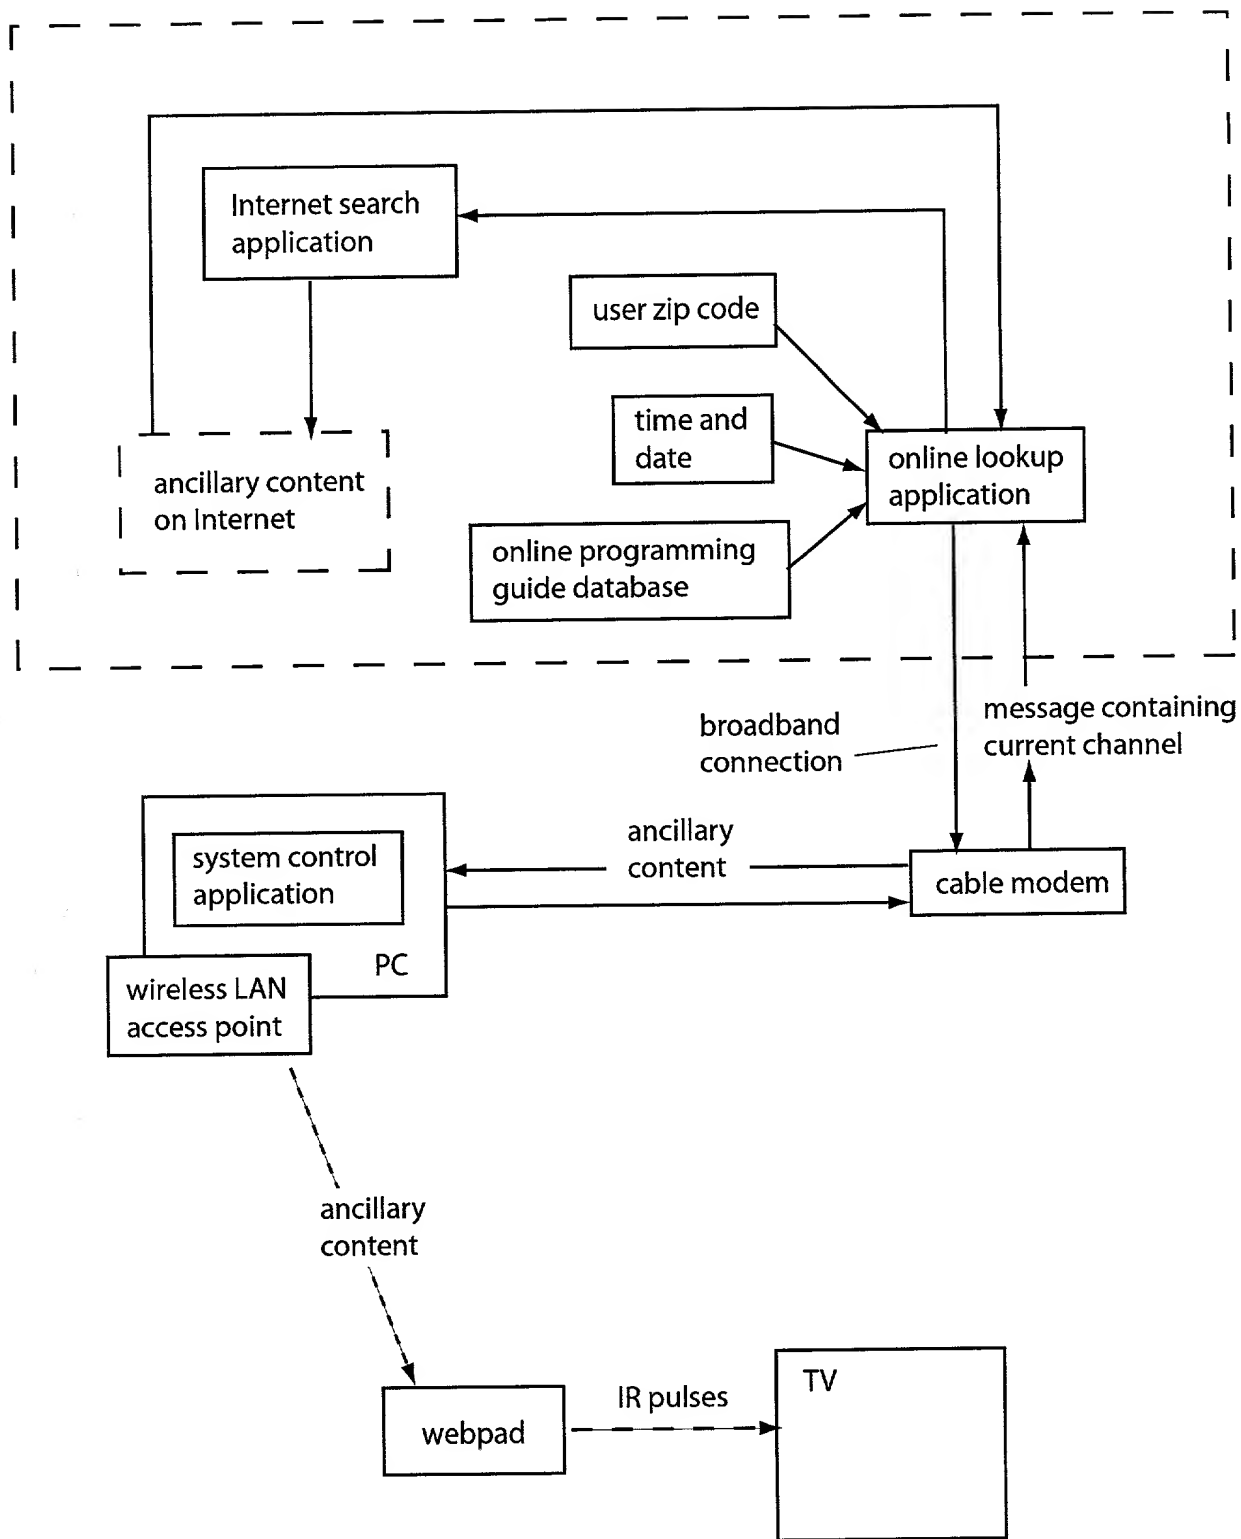 Internet search
application
user zip code
time and
date
online lookup
application
ancillary content
on Internet
online programming
guide database
broadband
connection
message containing
current channel
ancillary
content
system control
application
cable modem
PC
wireless LAN
access point
ancillary
content
webpad
IR pulses
TV